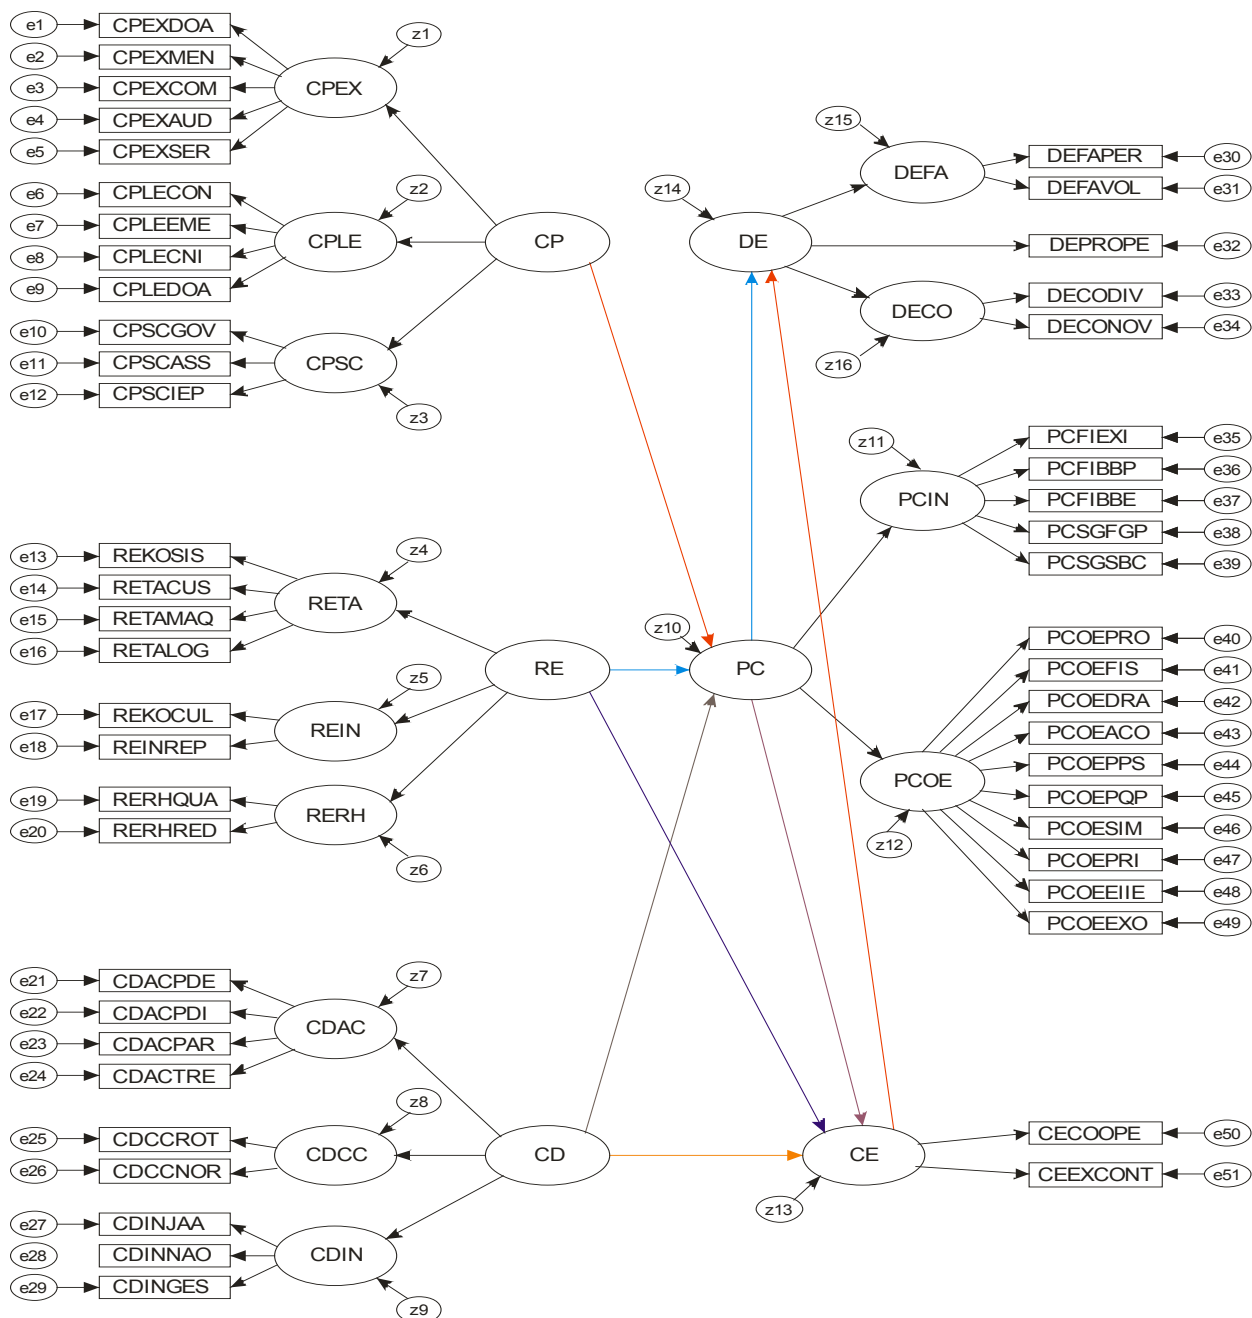 e1 CPEXDOA
e2 CPEXMEN
e3 CPEXCOM
e4 CPEXAUD
e5 CPEXSER
CPEX
z1
e6 CPLECON
e7 CPLEEME
e8 CPLECNI
e9 CPLEDOA
CPLE
z2
CP
e10 CPSCGOV
e11 CPSCASS
e12 CPSCIEP
CPSC
z3
e13 REKOSIS
e14 RETACUS
e15 RETAMAQ
e16 RETALOG
RETA
z4
RE
e17 REKOCUL
e18 REINREP
REIN
z5
e19 RERHQUA
e20 RERHRED
RERH
z6
e21 CDACPDE
e22 CDACPDI
e23 CDACPAR
e24 CDACTRE
CDAC
z7
e25 CDCCROT
e26 CDCCNOR
CDCC
z8
CD
e27 CDINJAA
e28 CDINNAO
e29 CDINGES
CDIN
z9
z14
DE
z15
DEFA
DEFAPER e30
DEFAVOL e31
DEPROPE e32
DECO
z16
DECODIV e33
DECONOV e34
z10
PC
z11
PCIN
PCFIEXI e35
PCFIBBP e36
PCFIBBE e37
PCSGFGP e38
PCSGSBC e39
PCOE
z12
PCOEPRO e40
PCOEFIS e41
PCOEDRA e42
PCOEACO e43
PCOEPPS e44
PCOEPQP e45
PCOESIM e46
PCOEPRI e47
PCOEEIIE e48
PCOEEXO e49
CE
z13
CECOOPE e50
CEEXCONT e51